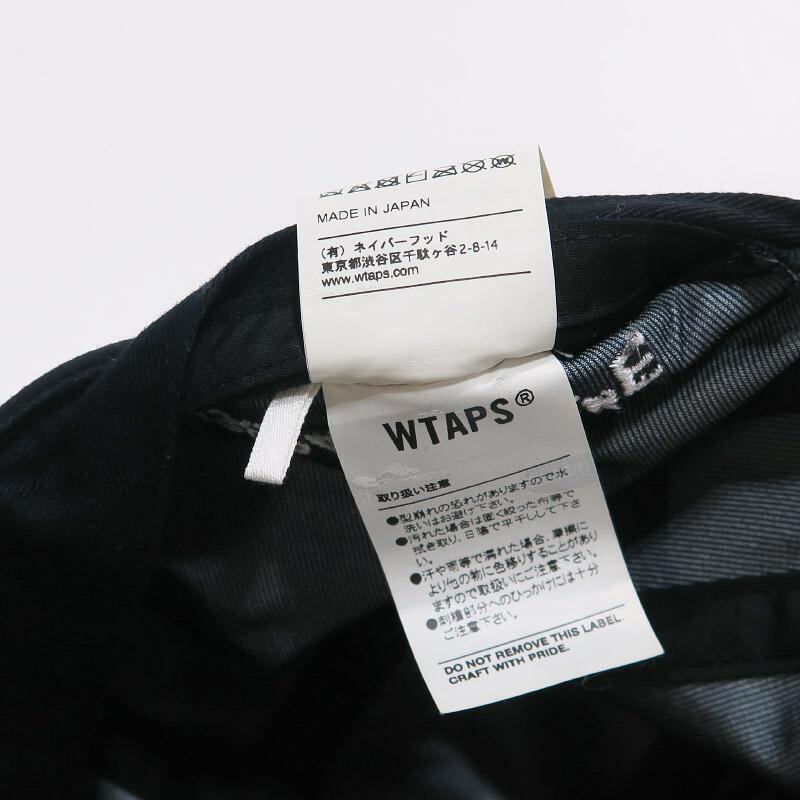 MADE IN JAPAN
(有) ネイバーフッド
東京都渋谷区千駄ヶ谷2-8-14
www.wtaps.com
WTAPS®
取り扱い注意
●型崩れの恐れがありますので水
洗いはお避け下さい。
●汚れた場合は固く絞った布等で
拭き取り、日陰で平干しして下さ
い。
●汗や雨等で濡れた場合、摩擦に
より他の物に色移りすることがあり
ますので取扱いにご注意下さい。
●刺繍部分へのひっかけには十分
ご注意下さい。
DO NOT REMOVE THIS LABEL.
CRAFT WITH PRIDE.